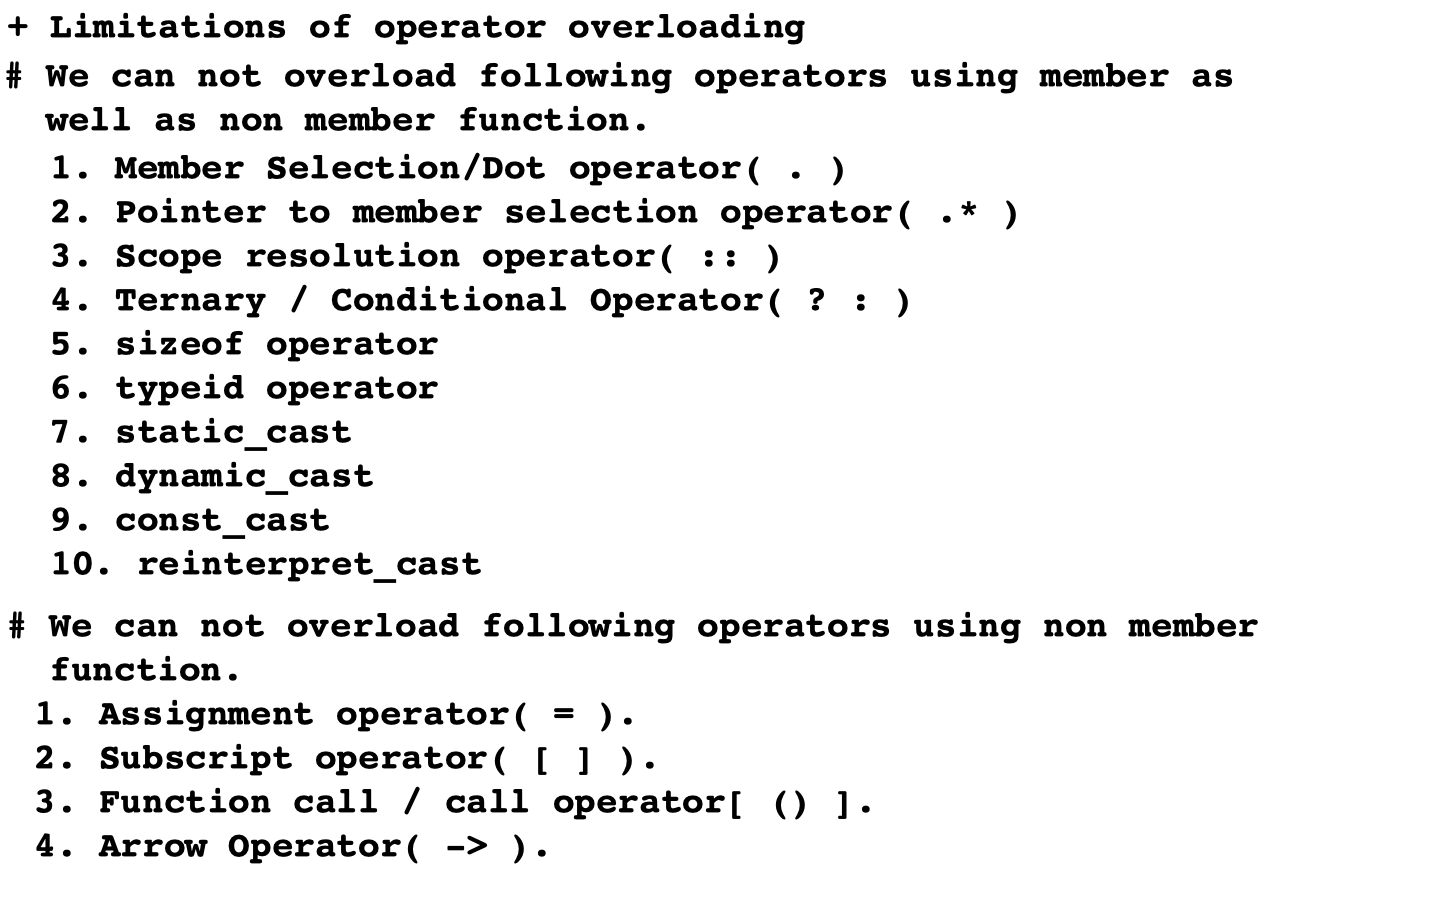 + Limitations of operator overloading
# We can not overload following operators using member as
well as non member function.
1. Member Selection/Dot operator( . )
2. Pointer to member selection operator( .* )
3. Scope resolution operator( :: )
4. Ternary / Conditional Operator( ? : )
5. sizeof operator
6. typeid operator
7. static_cast
8. dynamic_cast
9. const_cast
10. reinterpret_cast
# We can not overload following operators using non member
function.
1. Assignment operator( = ).
2. Subscript operator( [ ] ).
3. Function call / call operator[ () ].
4. Arrow Operator( -> ).